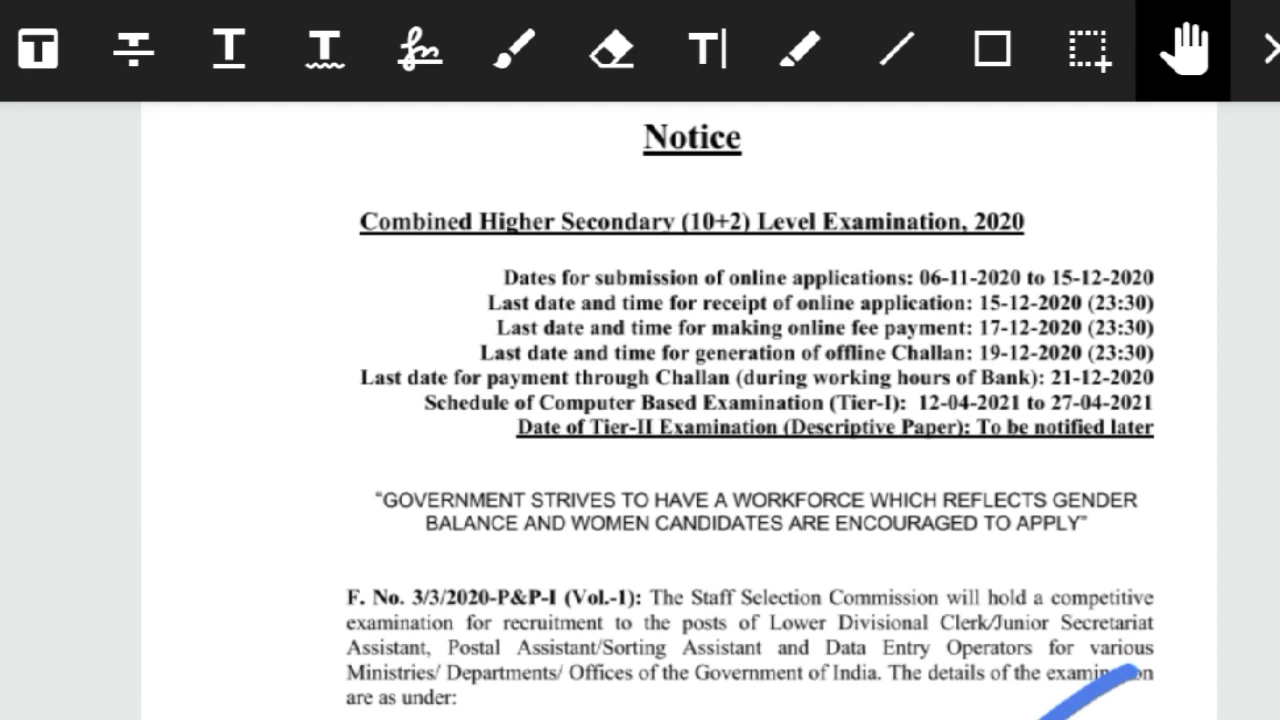 Notice
Combined Higher Secondary (10+2) Level Examination, 2020
Dates for submission of online applications: 06-11-2020 to 15-12-2020
Last date and time for receipt of online application: 15-12-2020 (23:30)
Last date and time for making online fee payment: 17-12-2020 (23:30)
Last date and time for generation of offline Challan: 19-12-2020 (23:30)
Last date for payment through Challan (during working hours of Bank): 21-12-2020
Schedule of Computer Based Examination (Tier-I): 12-04-2021 to 27-04-2021
Date of Tier-II Examination (Descriptive Paper): To be notified later
"GOVERNMENT STRIVES TO HAVE A WORKFORCE WHICH REFLECTS GENDER
BALANCE AND WOMEN CANDIDATES ARE ENCOURAGED TO APPLY"
F. No. 3/3/2020-P&P-I (Vol.-1): The Staff Selection Commission will hold a competitive
examination for recruitment to the posts of Lower Divisional Clerk/Junior Secretariat
Assistant, Postal Assistant/Sorting Assistant and Data Entry Operators for various
Ministries/ Departments/ Offices of the Government of India. The details of the examination
are as under: